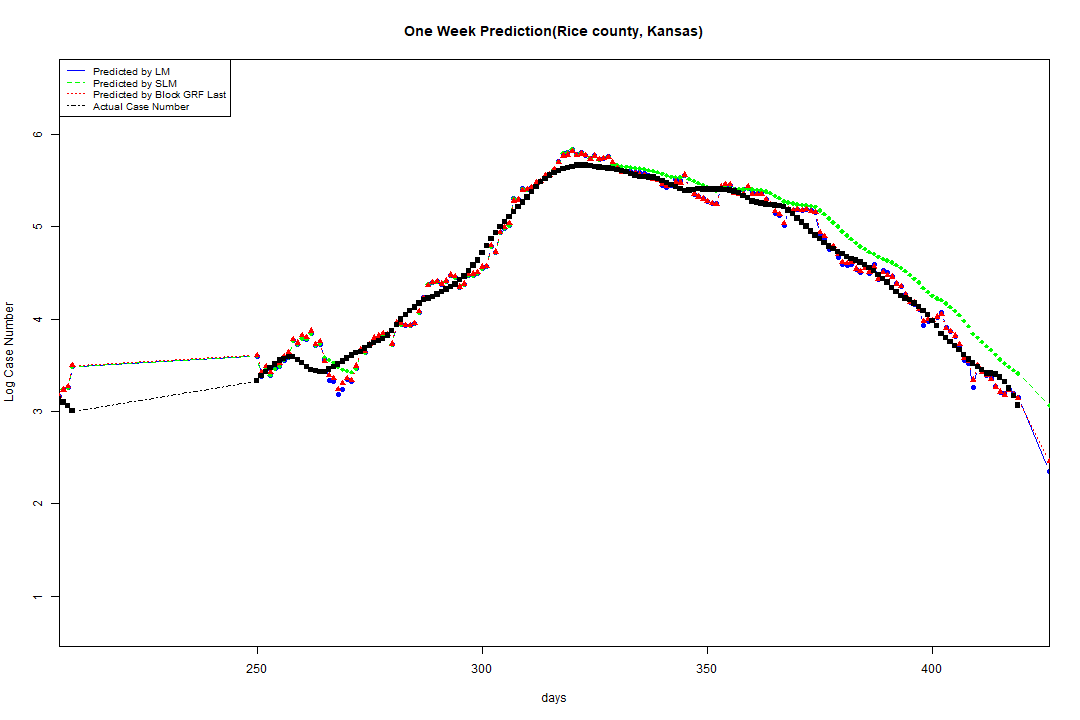 One Week Prediction(Rice county, Kansas)
Predicted by LM
Predicted by SLM
Predicted by Block GRF Last
Actual Case Number
6
5
4
3
2
1
Log Case Number
250 300 350 400
days